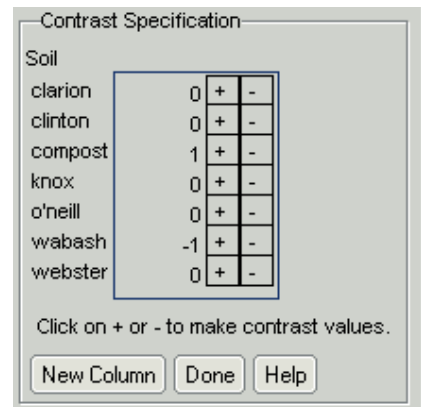 Contrast Specification
Soil
clarion 0 + -
clinton 0 + -
compost 1 + -
knox 0 + -
o'neill 0 + -
wabash -1 + -
webster 0 + -
Click on + or - to make contrast values.
New Column Done Help